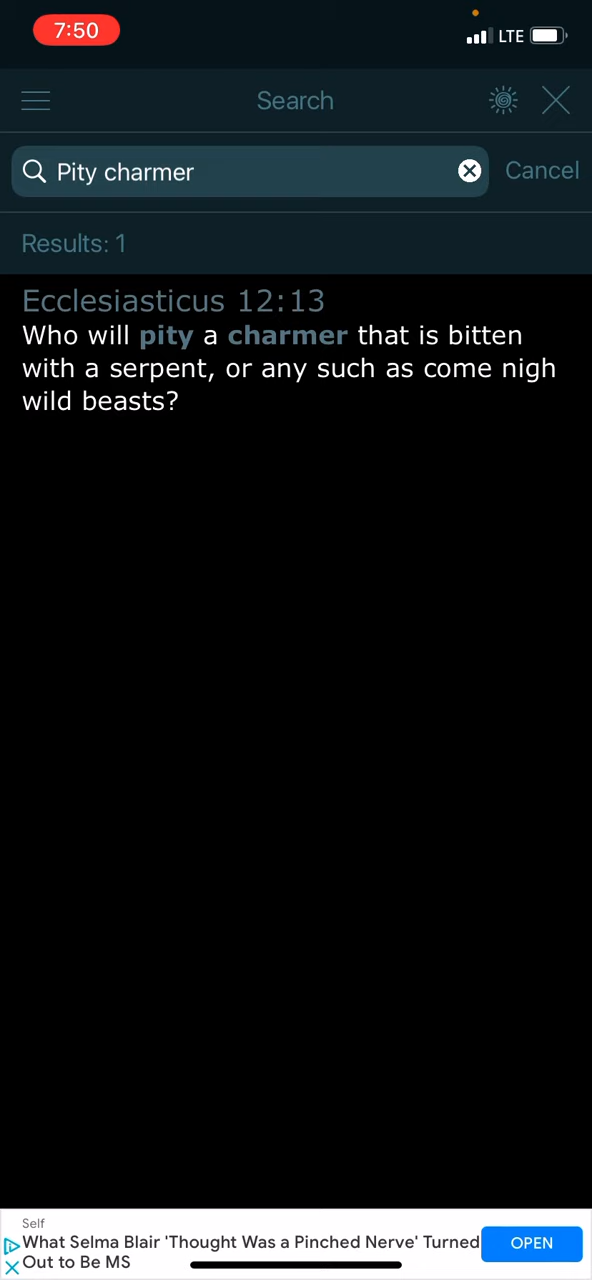 7:50
LTE
Search
Pity charmer
Cancel
Results: 1
Ecclesiasticus 12:13
Who will pity a charmer that is bitten
with a serpent, or any such as come nigh
wild beasts?
Self
What Selma Blair 'Thought Was a Pinched Nerve' Turned
Out to Be MS
OPEN